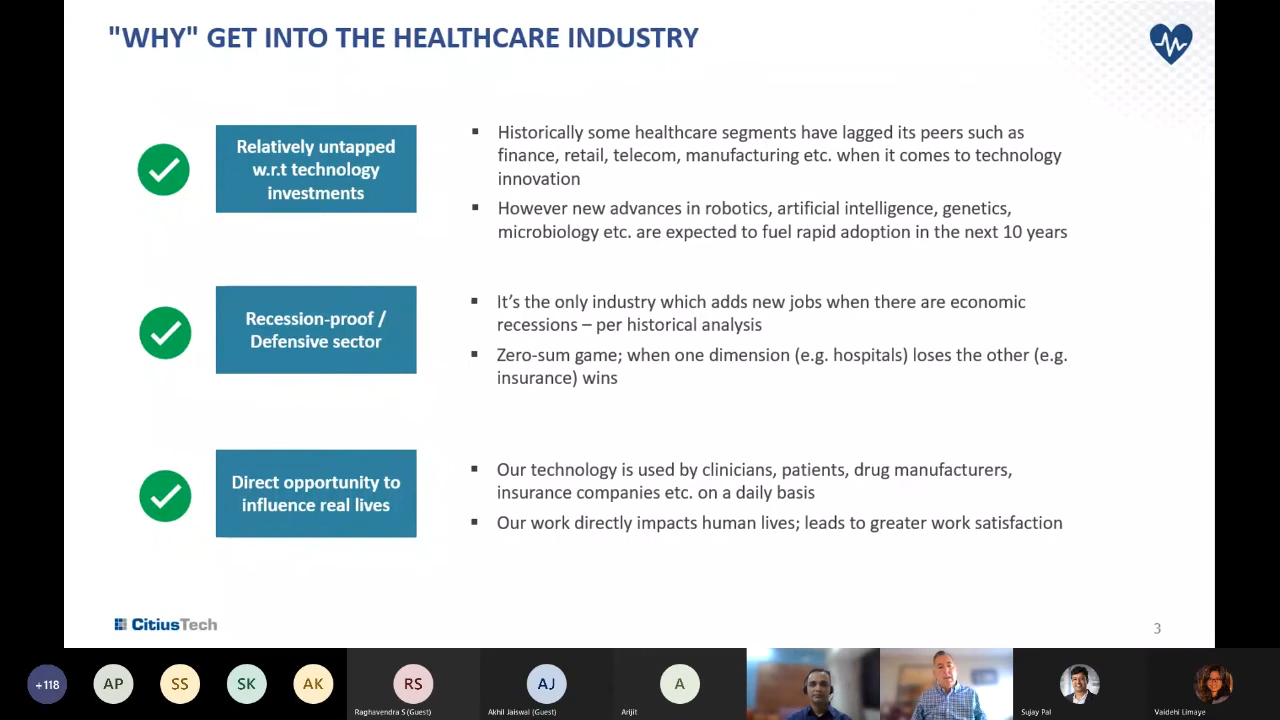 "WHY" GET INTO THE HEALTHCARE INDUSTRY
Relatively untapped
w.r.t technology
investments
▪ Historically some healthcare segments have lagged its peers such as
finance, retail, telecom, manufacturing etc. when it comes to technology
innovation
▪ However new advances in robotics, artificial intelligence, genetics,
microbiology etc. are expected to fuel rapid adoption in the next 10 years
Recession-proof /
Defensive sector
▪ It's the only industry which adds new jobs when there are economic
recessions – per historical analysis
▪ Zero-sum game; when one dimension (e.g. hospitals) loses the other (e.g.
insurance) wins
Direct opportunity to
influence real lives
▪ Our technology is used by clinicians, patients, drug manufacturers,
insurance companies etc. on a daily basis
▪ Our work directly impacts human lives; leads to greater work satisfaction
CitiusTech
3
+118
AP
SS
SK
AK
RS
AJ
A
Raghavendra S (Guest)
Akhil Jaiswal (Guest)
Arijit
Sujay Pal
Vaidehi Limaye